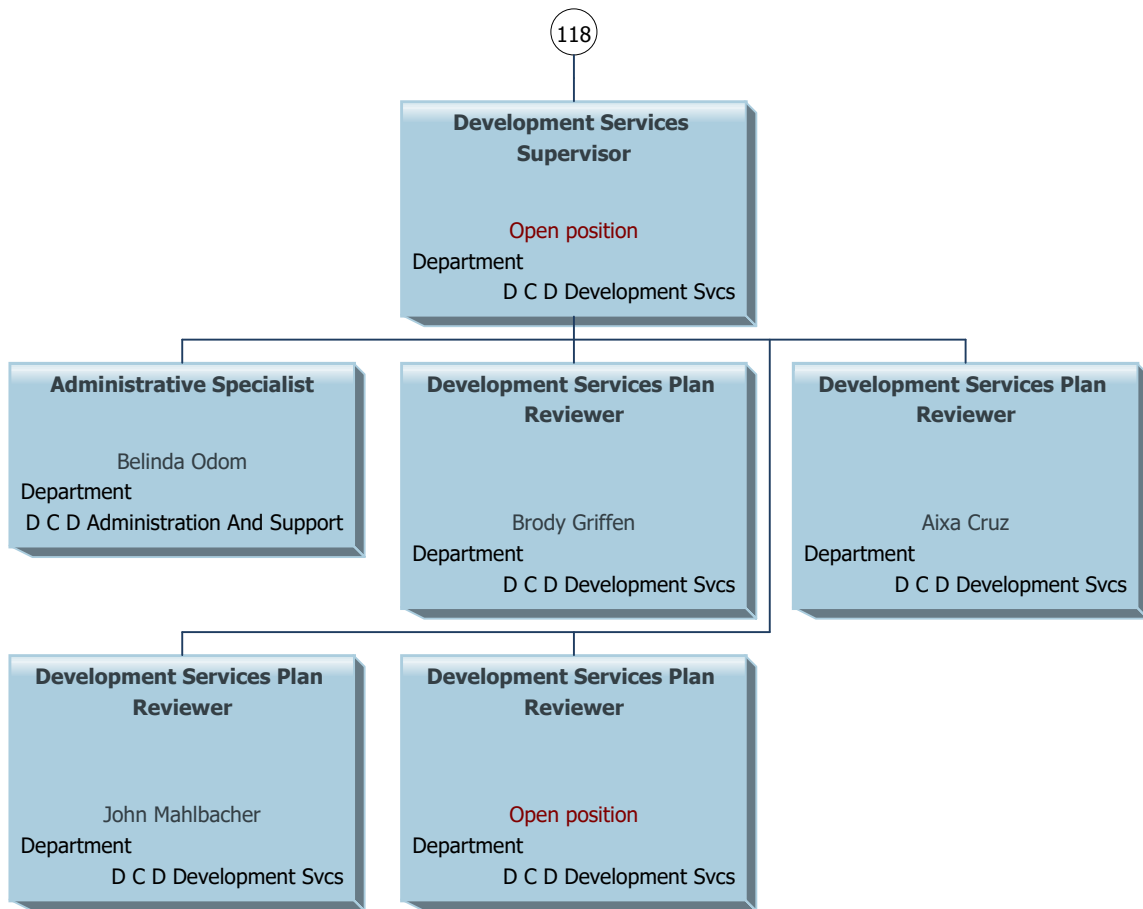 118
Development Services
Supervisor
Open position
Department
D C D Development Svcs
Administrative Specialist
Belinda Odom
Department
D C D Administration And Support
Development Services Plan
Reviewer
Brody Griffen
Department
D C D Development Svcs
Development Services Plan
Reviewer
Aixa Cruz
Department
D C D Development Svcs
Development Services Plan
Reviewer
John Mahlbacher
Department
D C D Development Svcs
Development Services Plan
Reviewer
Open position
Department
D C D Development Svcs